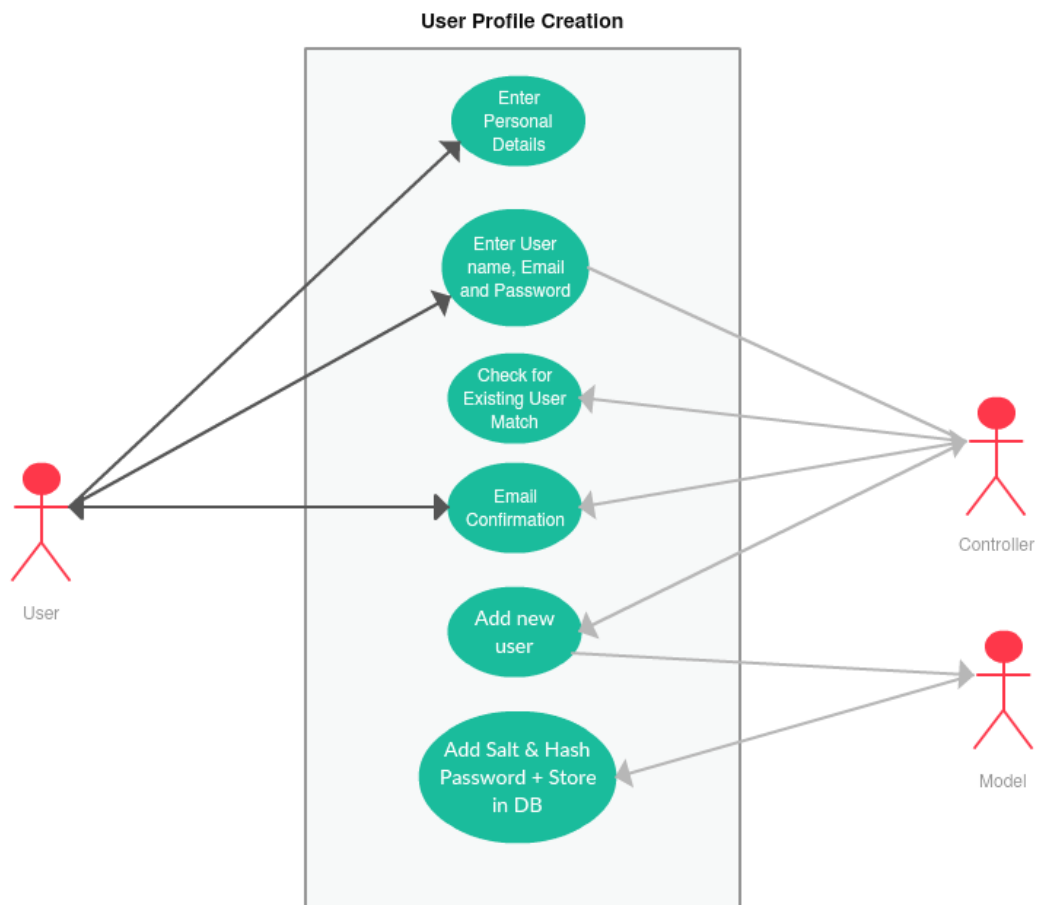 User Profile Creation
Enter
Personal
Details
Enter User
name, Email
and Password
Check for
Existing User
Match
Email
Confirmation
Controller
User
Add new
user
Add Salt & Hash
Password + Store
in DB
Model